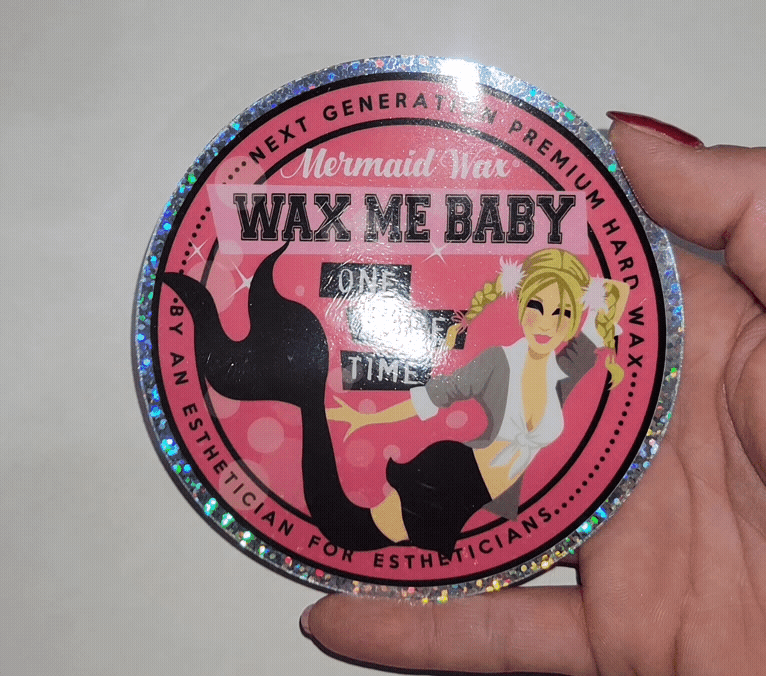 NEXT GENERATION PREMIUM HARD WAX
Mermaid Wax
WAX ME BABY
ONE
TIME
BY AN ESTHETICIAN FOR ESTHETICIANS